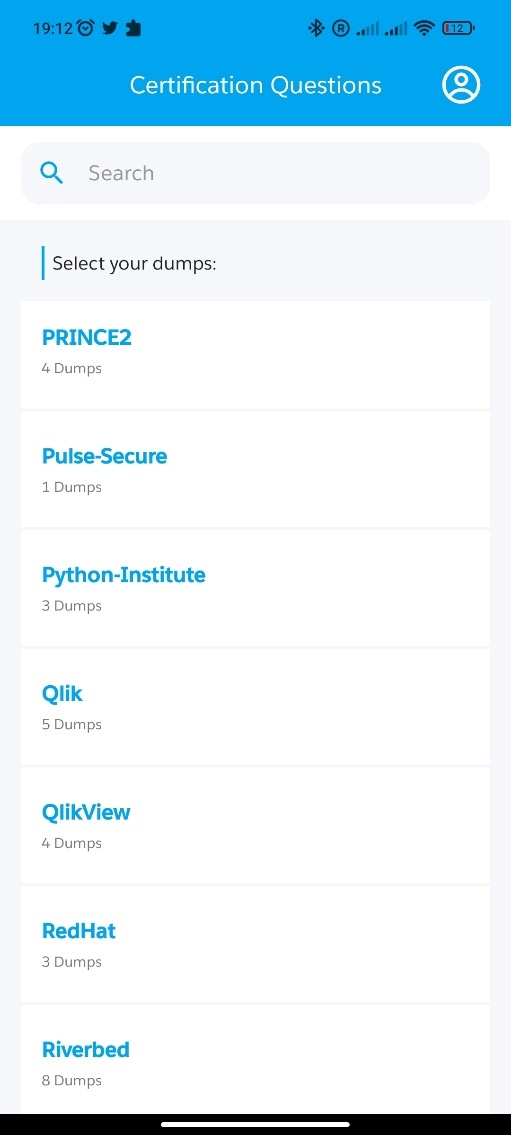 19:12
R
12
Certification Questions
Search
Select your dumps:
PRINCE2
4 Dumps
Pulse-Secure
1 Dumps
Python-Institute
3 Dumps
Qlik
5 Dumps
QlikView
4 Dumps
RedHat
3 Dumps
Riverbed
8 Dumps